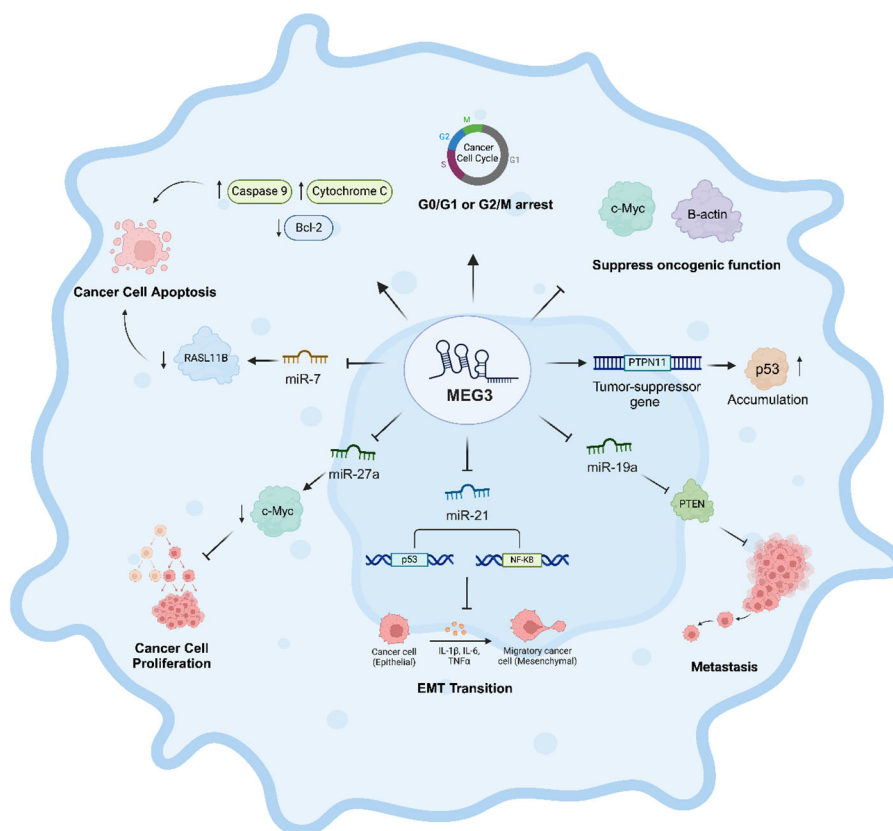 M
G2
S
G1
Cancer
Cell Cycle
G0/G1 or G2/M arrest
Caspase 9
Cytochrome C
Bcl-2
Cancer Cell Apoptosis
c-Myc
B-actin
Suppress oncogenic function
RASL11B
miR-7
MEG3
PTPN11
Tumor-suppressor
gene
p53
Accumulation
miR-27a
miR-19a
c-Myc
miR-21
PTEN
p53
NF-KB
Cancer Cell
Proliferation
Cancer cell
(Epithelial)
IL-1β, IL-6,
TNFα
Migratory cancer
cell (Mesenchymal)
EMT Transition
Metastasis